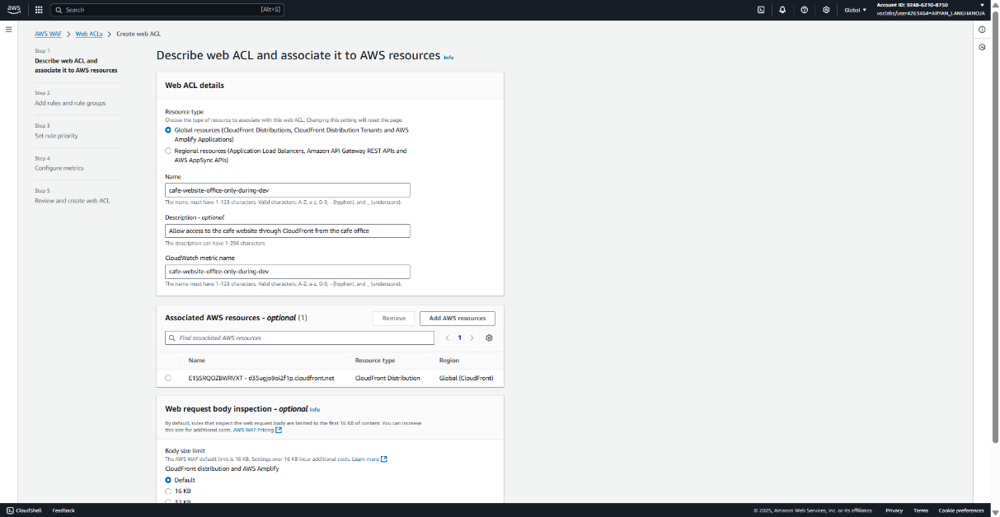 aws
Search
[Alt+S]
Global
Account ID: 9248-6210-8750
voclabs/user4263464=ARYAN_LANGHANOJA
AWS WAF > Web ACLs > Create web ACL
Step 1
Describe web ACL and
associate it to AWS resources
Step 2
Add rules and rule groups
Step 3
Set rule priority
Step 4
Configure metrics
Step 5
Review and create web ACL
Describe web ACL and associate it to AWS resources Info
Web ACL details
Resource type
Choose the type of resource to associate with this web ACL. Changing this setting will reset the page.
Global resources (CloudFront Distributions, CloudFront Distribution Tenants and AWS
Amplify Applications)
Regional resources (Application Load Balancers, Amazon API Gateway REST APIs and
AWS AppSync APIs)
Name
cafe-website-office-only-during-dev
The name must have 1-128 characters. Valid characters: A-Z, a-z, 0-9, - (hyphen), and _ (underscore).
Description - optional
Allow access to the cafe website through CloudFront from the cafe office
The description can have 1-256 characters.
CloudWatch metric name
cafe-website-office-only-during-dev
The name must have 1-128 characters. Valid characters: A-Z, a-z, 0-9, - (hyphen), and _ (underscore).
Associated AWS resources - optional (1)
Remove
Add AWS resources
Find associated AWS resources
1
Name Resource type Region
E1SSRQOZBWRVXT - d35ugjo9oi2f1p.cloudfront.net CloudFront Distribution Global (CloudFront)
Web request body inspection - optional Info
By default, rules that inspect the web request body are limited to the first 16 KB of content. You can increase
this size for additional costs. AWS WAF Pricing
Body size limit
The AWS WAF default limit is 16 KB. Settings over 16 KB incur additional costs. Learn more
CloudFront distribution and AWS Amplify
Default
16 KB
32 KB
CloudShell Feedback © 2025, Amazon Web Services, Inc. or its affiliates. Privacy Terms Cookie preferences